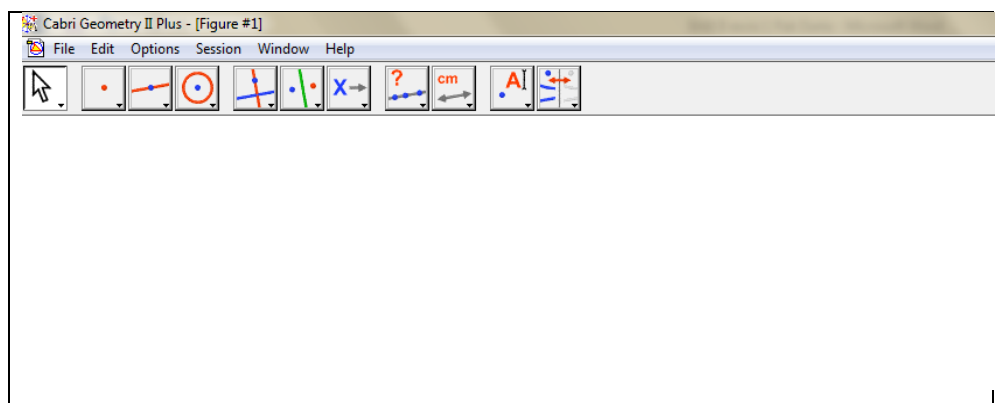 Cabri Geometry II Plus - [Figure #1]
File Edit Options Session Window Help
X ? cm A